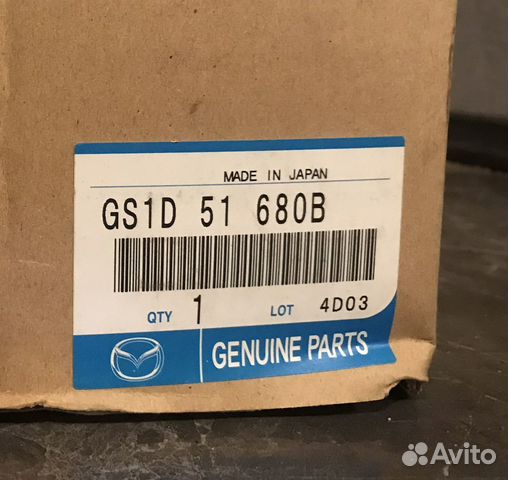 MADE IN JAPAN
GS1D 51 680B
QTY 1 LOT 4D03
GENUINE PARTS
Avito